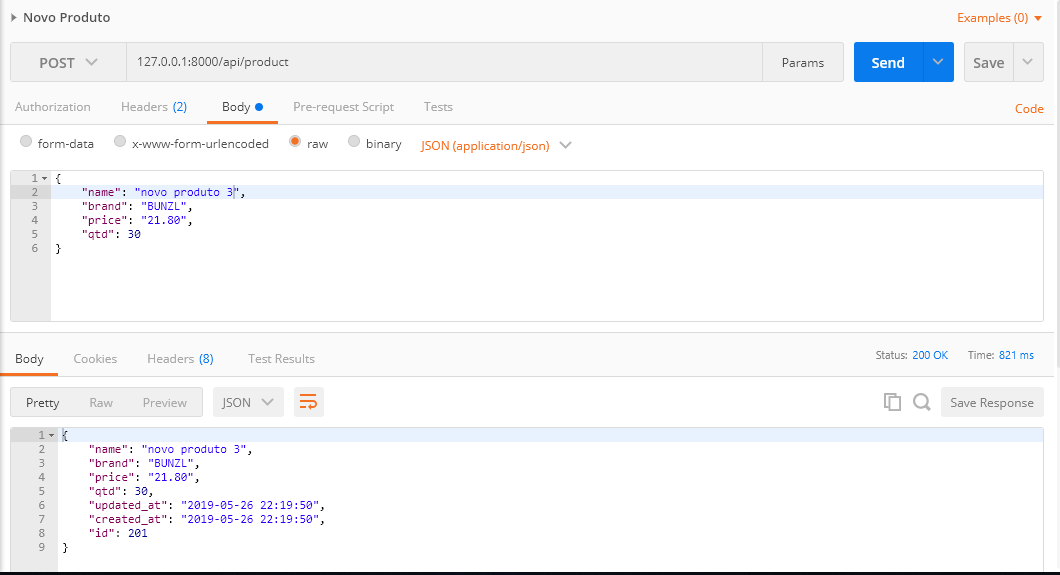 Novo Produto Examples (0)
POST 127.0.0.1:8000/api/product Params Send Save
Authorization Headers (2) Body Pre-request Script Tests Code
form-data x-www-form-urlencoded raw binary JSON (application/json)
1 {
2 "name": "novo produto 3",
3 "brand": "BUNZL",
4 "price": "21.80",
5 "qtd": 30
6 }
Body Cookies Headers (8) Test Results Status: 200 OK Time: 821 ms
Pretty Raw Preview JSON Save Response
1 {
2 "name": "novo produto 3",
3 "brand": "BUNZL",
4 "price": "21.80",
5 "qtd": 30,
6 "updated_at": "2019-05-26 22:19:50",
7 "created_at": "2019-05-26 22:19:50",
8 "id": 201
9 }